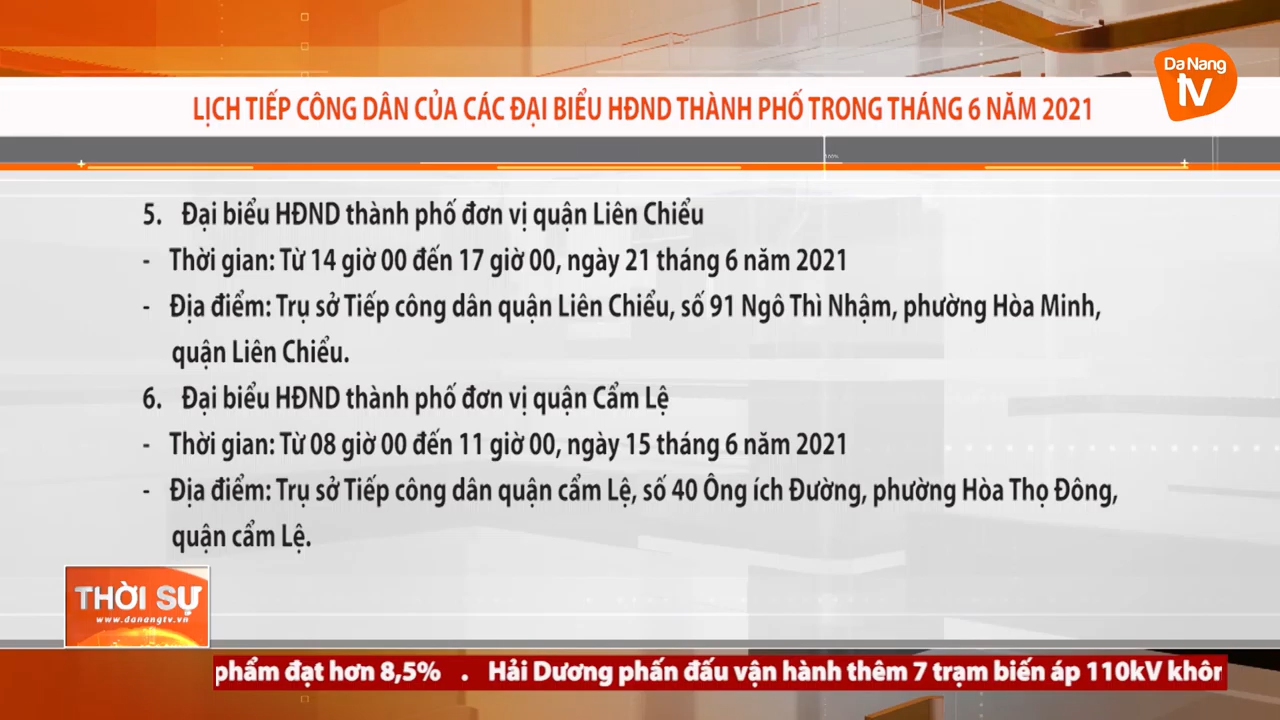 Da Nang
tv
LỊCH TIẾP CÔNG DÂN CỦA CÁC ĐẠI BIỂU HĐND THÀNH PHỐ TRONG THÁNG 6 NĂM 2021
100%
5. Đại biểu HĐND thành phố đơn vị quận Liên Chiểu
- Thời gian: Từ 14 giờ 00 đến 17 giờ 00, ngày 21 tháng 6 năm 2021
- Địa điểm: Trụ sở Tiếp công dân quận Liên Chiểu, số 91 Ngô Thì Nhậm, phường Hòa Minh,
quận Liên Chiểu.
6. Đại biểu HĐND thành phố đơn vị quận Cẩm Lệ
- Thời gian: Từ 08 giờ 00 đến 11 giờ 00, ngày 15 tháng 6 năm 2021
- Địa điểm: Trụ sở Tiếp công dân quận cẩm Lệ, số 40 Ông ích Đường, phường Hòa Thọ Đông,
quận cẩm Lệ.
THỜI SỰ
www.danangtv.vn
phẩm đạt hơn 8,5% . Hải Dương phấn đấu vận hành thêm 7 trạm biến áp 110kV khôn